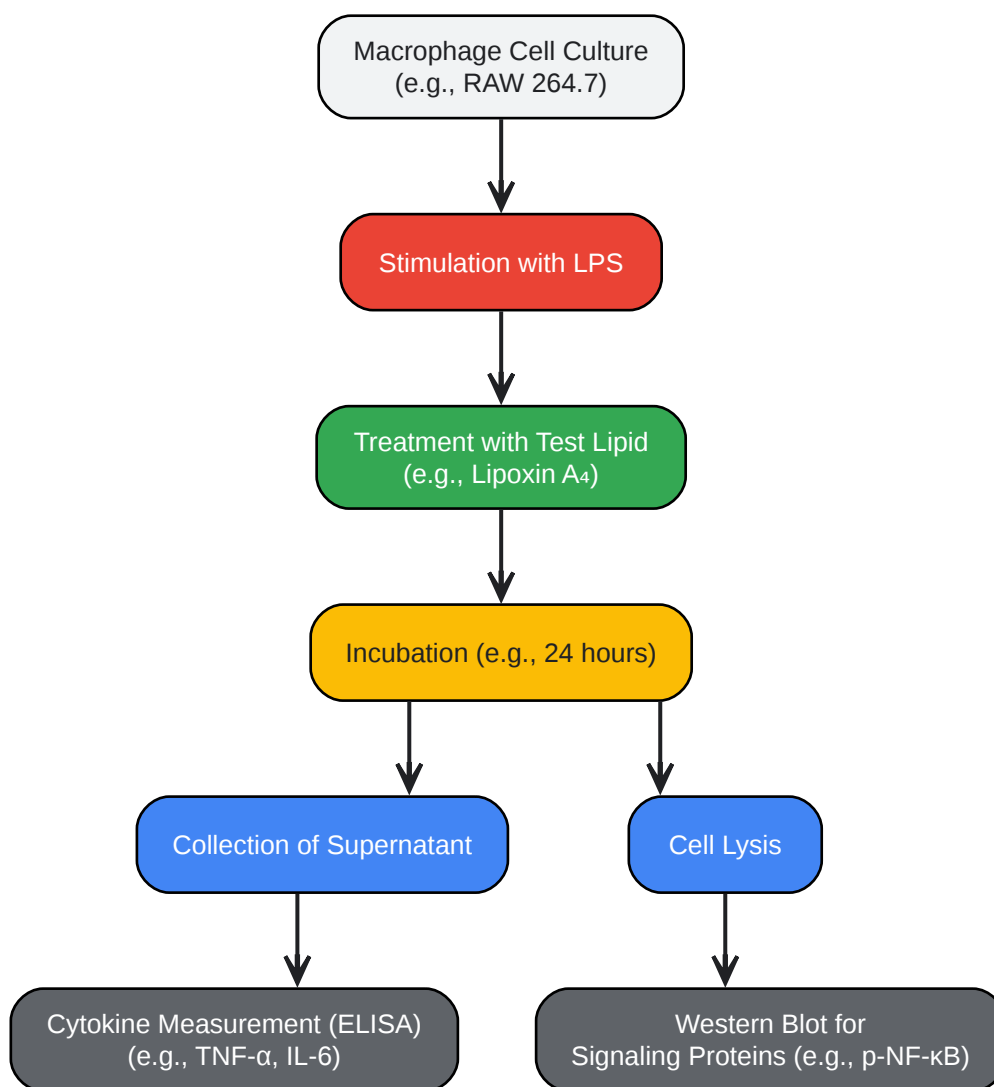 Macrophage Cell Culture
(e.g., RAW 264.7)
Stimulation with LPS
Treatment with Test Lipid
(e.g., Lipoxin A₄)
Incubation (e.g., 24 hours)
Collection of Supernatant
Cell Lysis
Cytokine Measurement (ELISA)
(e.g., TNF-α, IL-6)
Western Blot for
Signaling Proteins (e.g., p-NF-κB)